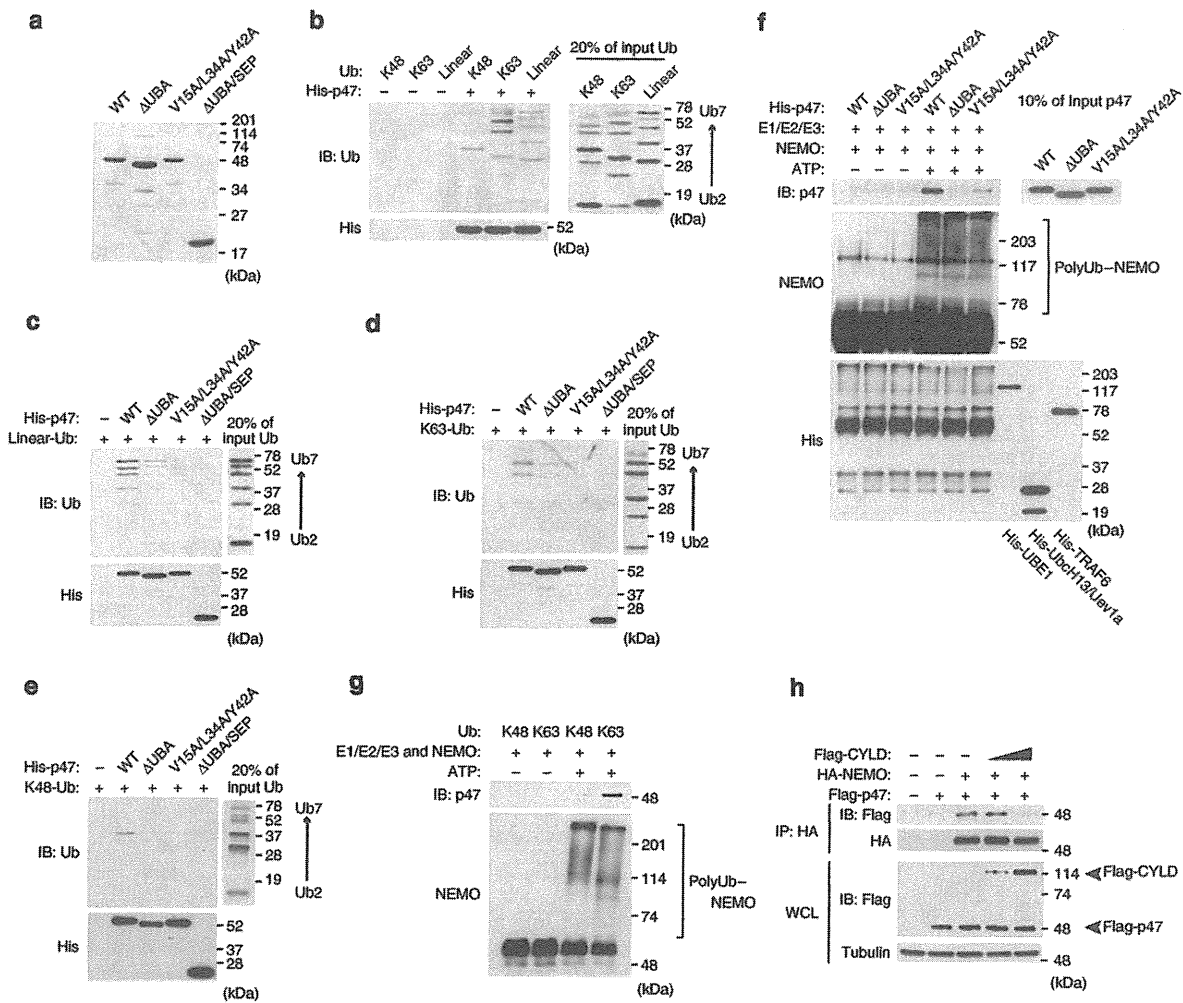 a
WT
ΔUBA
V15A/L34A/Y42A
ΔUBA/SEP
201
114
74
48
34
27
17
(kDa)
b
20% of input Ub
Ub: K48 K63 Linear K48 K63 Linear
K48 K63 Linear
His-p47: – – – + + +
IB: Ub
78 Ub7
52
37
28
19
Ub2
(kDa)
His
52
(kDa)
c
His-p47: – WT ΔUBA V15A/L34A/Y42A ΔUBA/SEP
Linear-Ub: + + + + +
20% of input Ub
IB: Ub
78 Ub7
52
37
28
19
Ub2
His
52
37
28
(kDa)
d
His-p47: – WT ΔUBA V15A/L34A/Y42A ΔUBA/SEP
K63-Ub: + + + + +
20% of input Ub
IB: Ub
78 Ub7
52
37
28
19
Ub2
His
52
37
28
(kDa)
e
His-p47: – WT ΔUBA V15A/L34A/Y42A ΔUBA/SEP
K48-Ub: + + + + +
20% of input Ub
IB: Ub
78 Ub7
52
37
28
19
Ub2
His
52
37
28
(kDa)
f
His-p47: WT ΔUBA V15A/L34A/Y42A WT ΔUBA V15A/L34A/Y42A
10% of Input p47
WT ΔUBA V15A/L34A/Y42A
E1/E2/E3: + + + + + +
NEMO: + + + + + +
ATP: – – – + + +
IB: p47
NEMO
203
117
78
52
PolyUb–NEMO
His
203
117
78
52
37
28
19
(kDa)
His-UBE1
His-UbcH13/Uev1a
His-TRAF6
g
Ub: K48 K63 K48 K63
E1/E2/E3 and NEMO: + + + +
ATP: – – + +
IB: p47
48
NEMO
201
114
74
48
PolyUb–
NEMO
(kDa)
h
Flag-CYLD: – – –
HA-NEMO: – – + + +
Flag-p47: – + + + +
IP: HA
IB: Flag
48
HA
48
WCL
IB: Flag
114 Flag-CYLD
74
48 Flag-p47
Tubulin
48
(kDa)